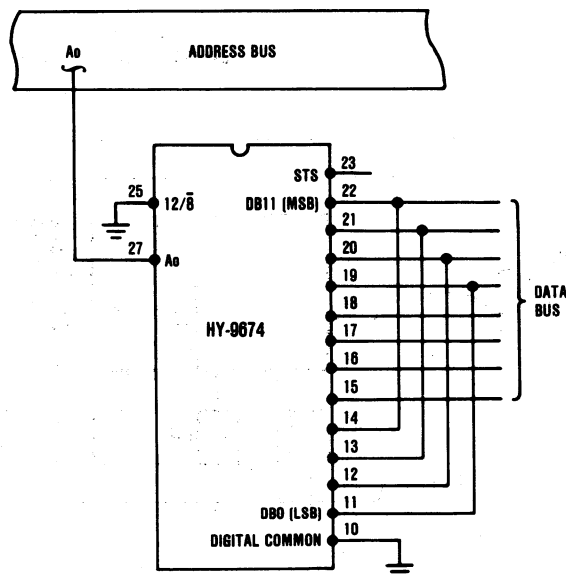 Ao ADDRESS BUS
STS 23
25 12/8̅ DB11 (MSB) 22
21
27 Ao 20
19
DATA
BUS
18
HY-9674 17
16
15
14
13
12
DB0 (LSB) 11
DIGITAL COMMON 10